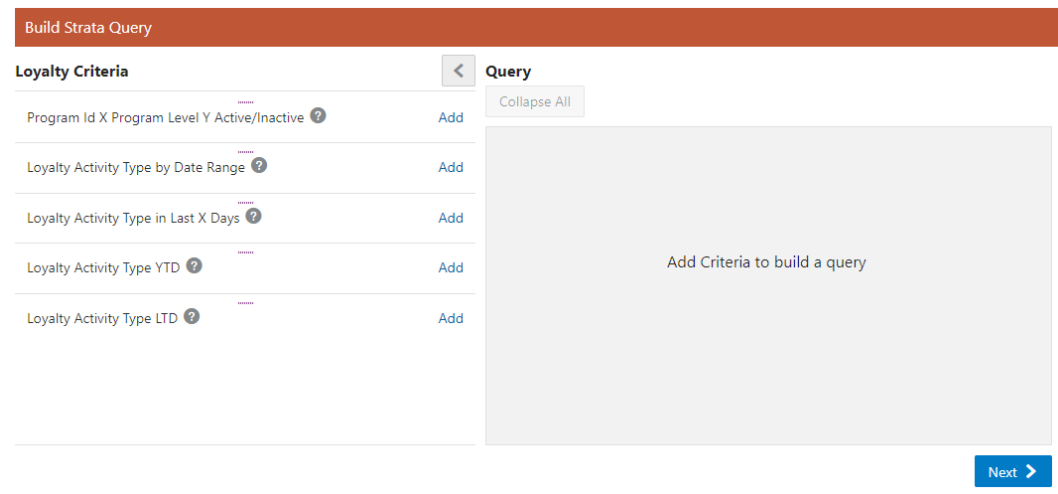 Build Strata Query
Loyalty Criteria
Program Id X Program Level Y Active/Inactive ? Add
Loyalty Activity Type by Date Range ? Add
Loyalty Activity Type in Last X Days ? Add
Loyalty Activity Type YTD ? Add
Loyalty Activity Type LTD ? Add
Query
Collapse All
Add Criteria to build a query
Next